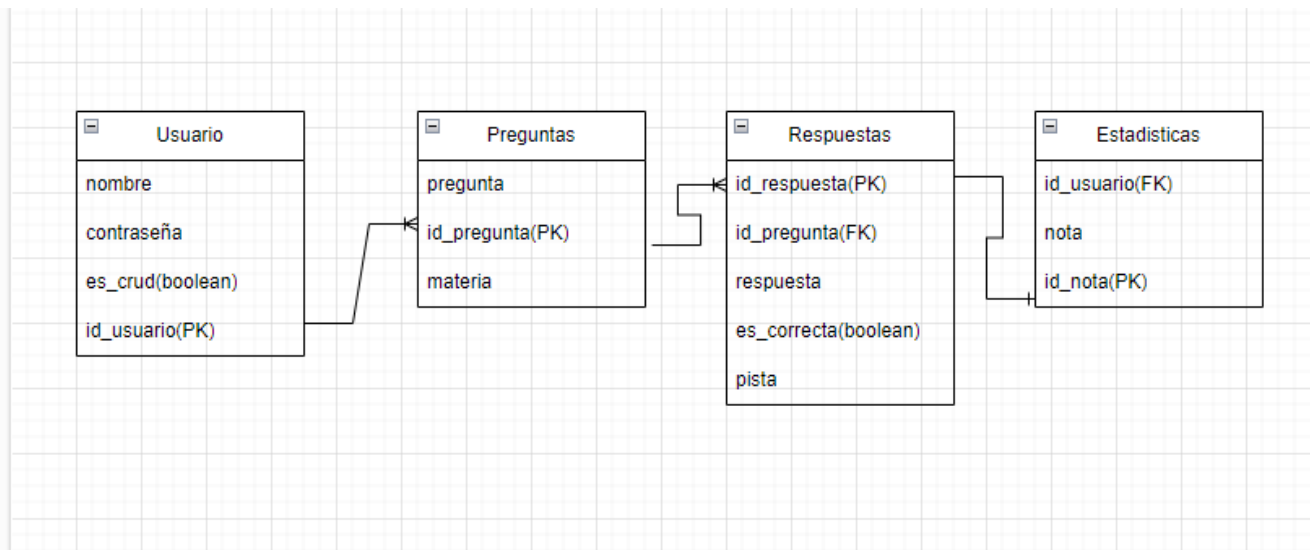 Usuario
nombre
contraseña
es_crud(boolean)
id_usuario(PK)
Preguntas
pregunta
id_pregunta(PK)
materia
Respuestas
id_respuesta(PK)
id_pregunta(FK)
respuesta
es_correcta(boolean)
pista
Estadisticas
id_usuario(FK)
nota
id_nota(PK)